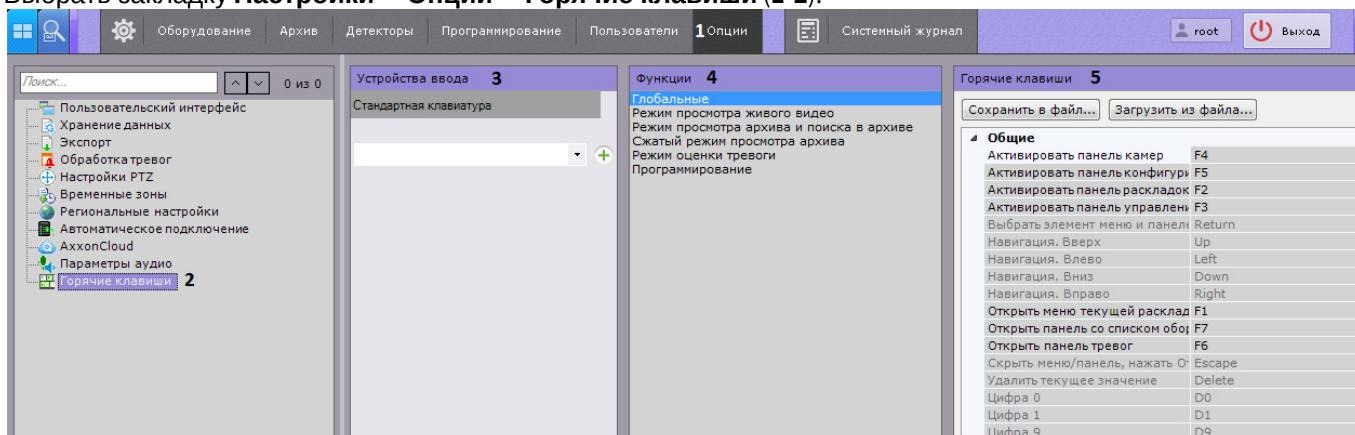 Выбрать закладку Настройки – Опции – Горячие клавиши (1-2).
Оборудование Архив Детекторы Программирование Пользователи 1 Опции Системный журнал root Выход
Поиск... 0 из 0
Пользовательский интерфейс
Хранение данных
Экспорт
Обработка тревог
Настройки PTZ
Временные зоны
Региональные настройки
Автоматическое подключение
AxxonCloud
Параметры аудио
Горячие клавиши 2
Устройства ввода 3
Стандартная клавиатура
Функции 4
Глобальные
Режим просмотра живого видео
Режим просмотра архива и поиска в архиве
Сжатый режим просмотра архива
Режим оценки тревоги
Программирование
Горячие клавиши 5
Сохранить в файл... Загрузить из файла...
Общие
Активировать панель камер F4
Активировать панель конфигури F5
Активировать панель раскладок F2
Активировать панель управлени F3
Выбрать элемент меню и панели Return
Навигация. Вверх Up
Навигация. Влево Left
Навигация. Вниз Down
Навигация. Вправо Right
Открыть меню текущей расклад F1
Открыть панель со списком обор F7
Открыть панель тревог F6
Скрыть меню/панель, нажать От Escape
Удалить текущее значение Delete
Цифра 0 D0
Цифра 1 D1
Цифра 9 D9